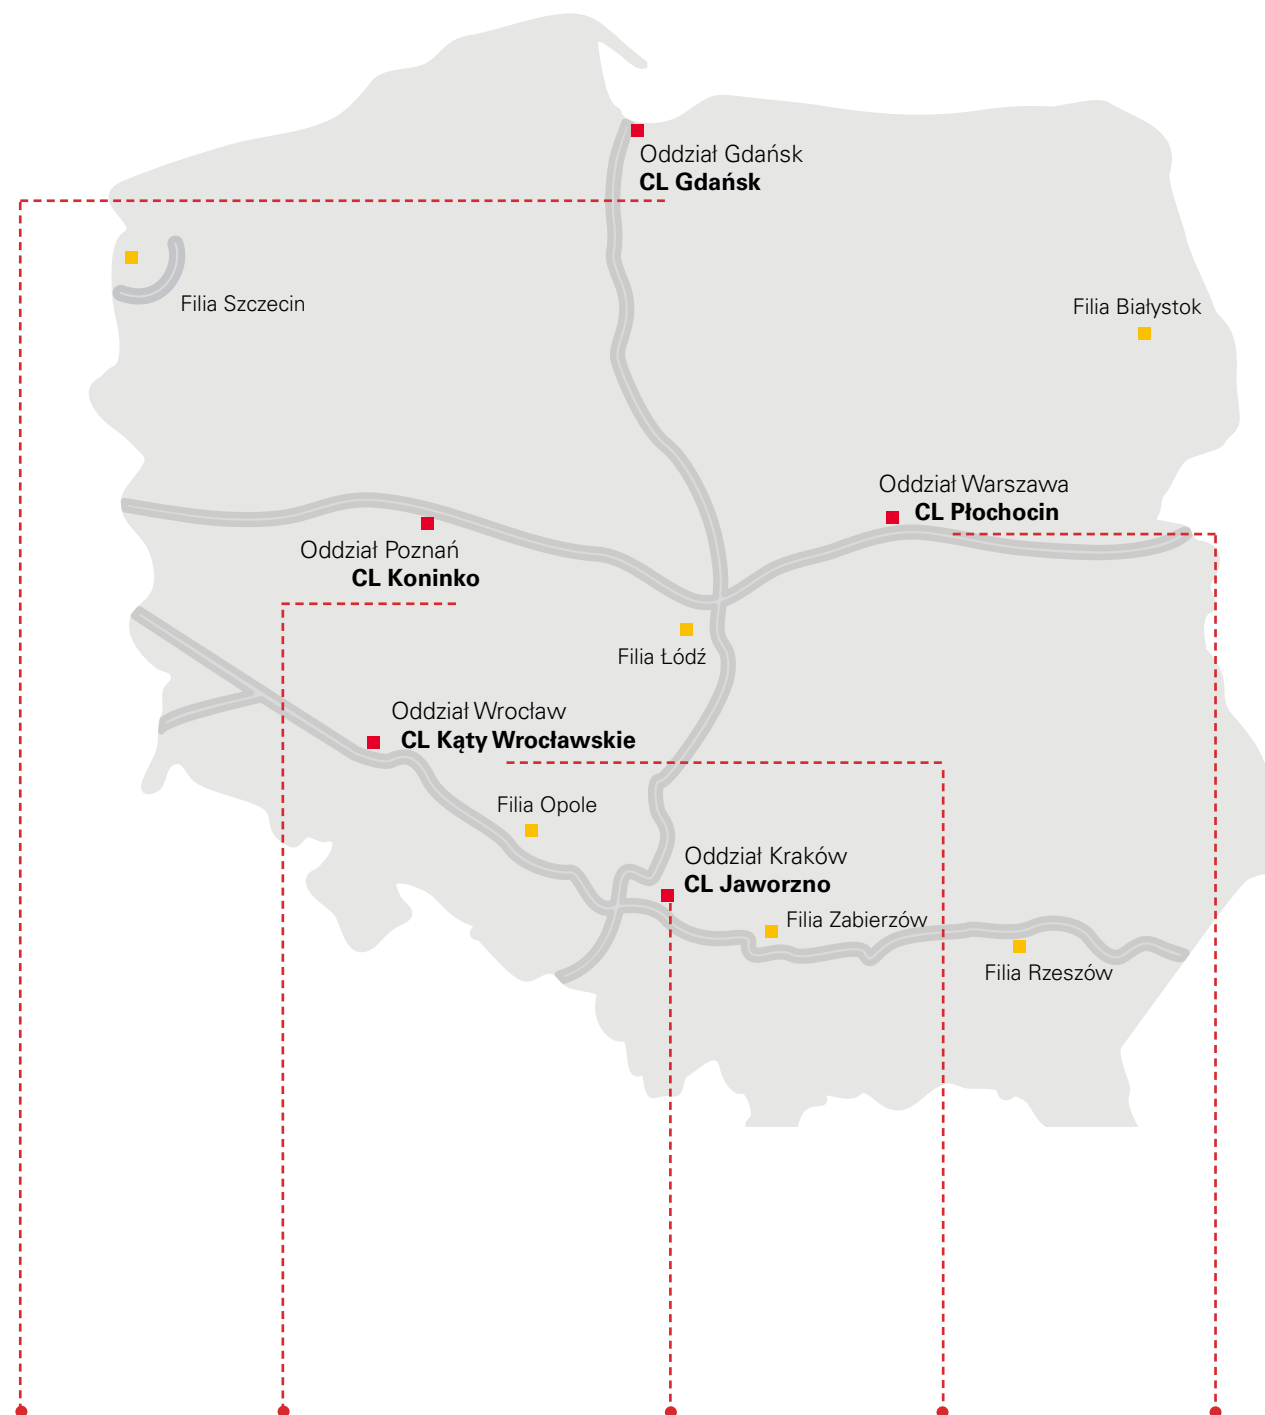 Oddział Gdańsk
CL Gdańsk
Filia Szczecin
Filia Białystok
Oddział Warszawa
CL Płochocin
Oddział Poznań
CL Koninko
Filia Łódź
Oddział Wrocław
CL Kąty Wrocławskie
Filia Opole
Oddział Kraków
CL Jaworzno
Filia Zabierzów
Filia Rzeszów